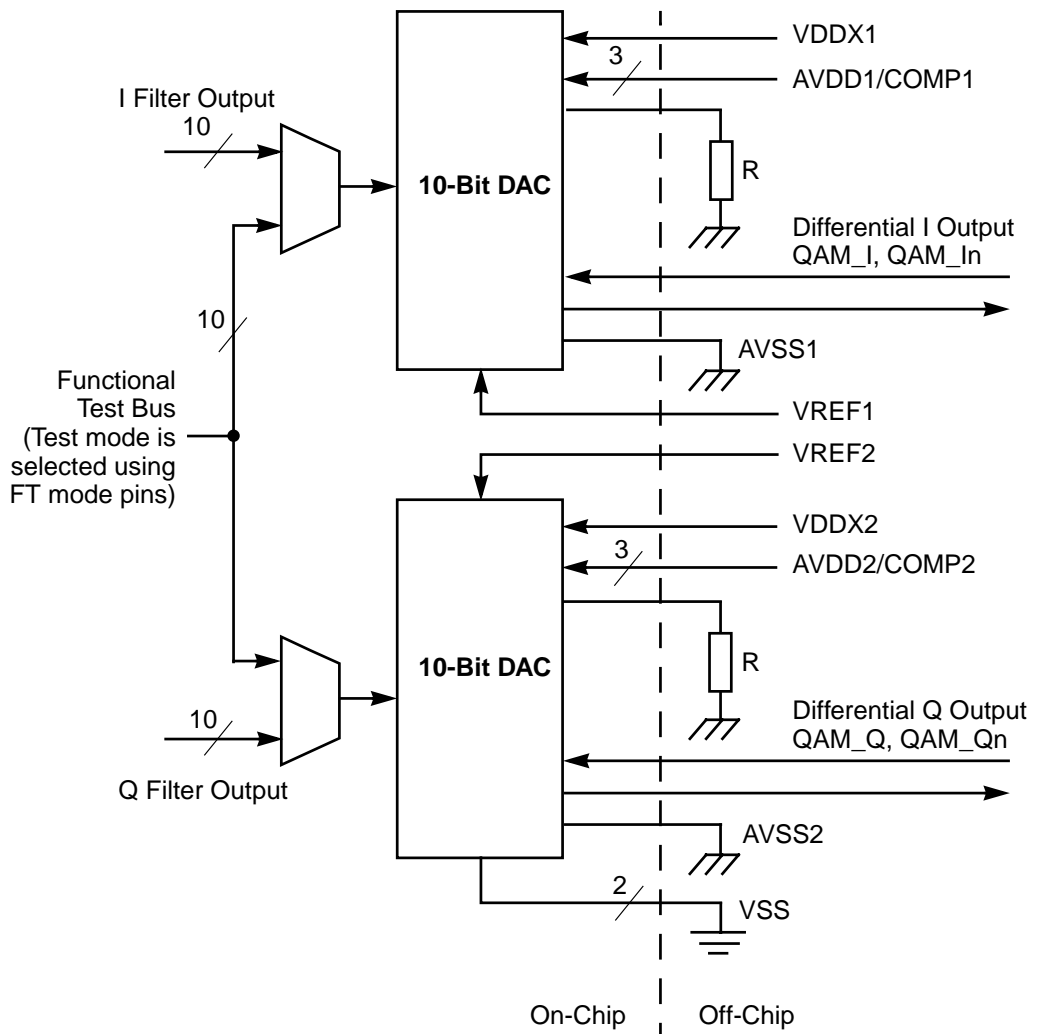 VDDX1
3
AVDD1/COMP1
I Filter Output
10
10-Bit DAC
R
Differential I Output
QAM_I, QAM_In
10
AVSS1
Functional
Test Bus
(Test mode is
selected using
FT mode pins)
VREF1
VREF2
VDDX2
3
AVDD2/COMP2
10-Bit DAC
R
10
Q Filter Output
Differential Q Output
QAM_Q, QAM_Qn
AVSS2
2
VSS
On-Chip
Off-Chip